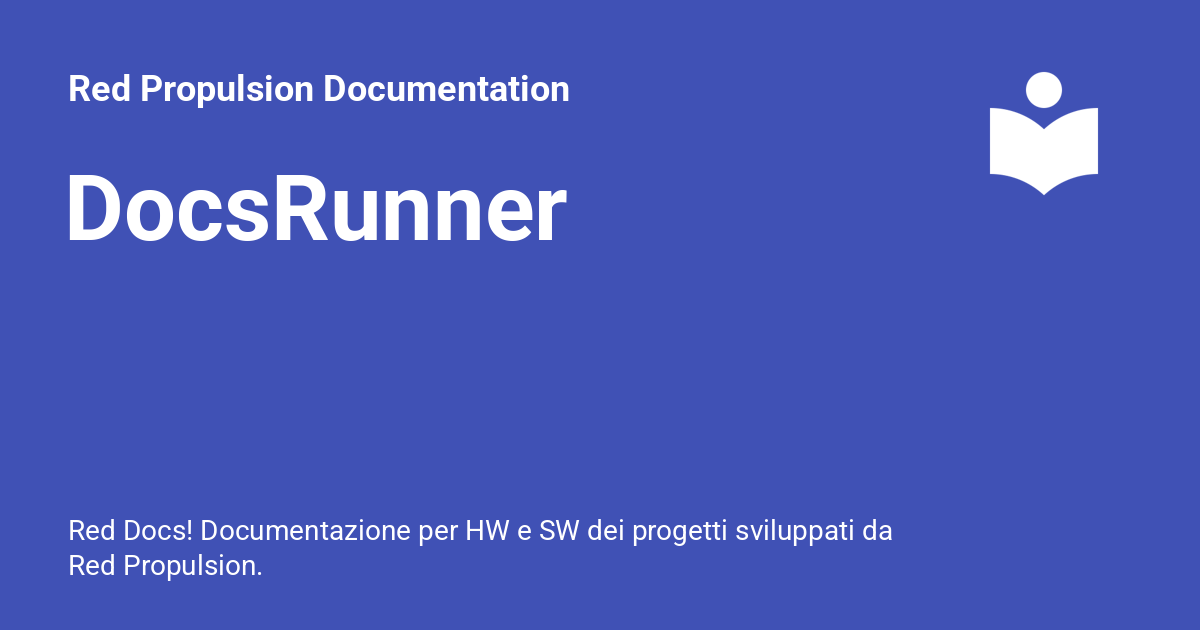 Red Propulsion Documentation
DocsRunner
Red Docs! Documentazione per HW e SW dei progetti sviluppati da
Red Propulsion.